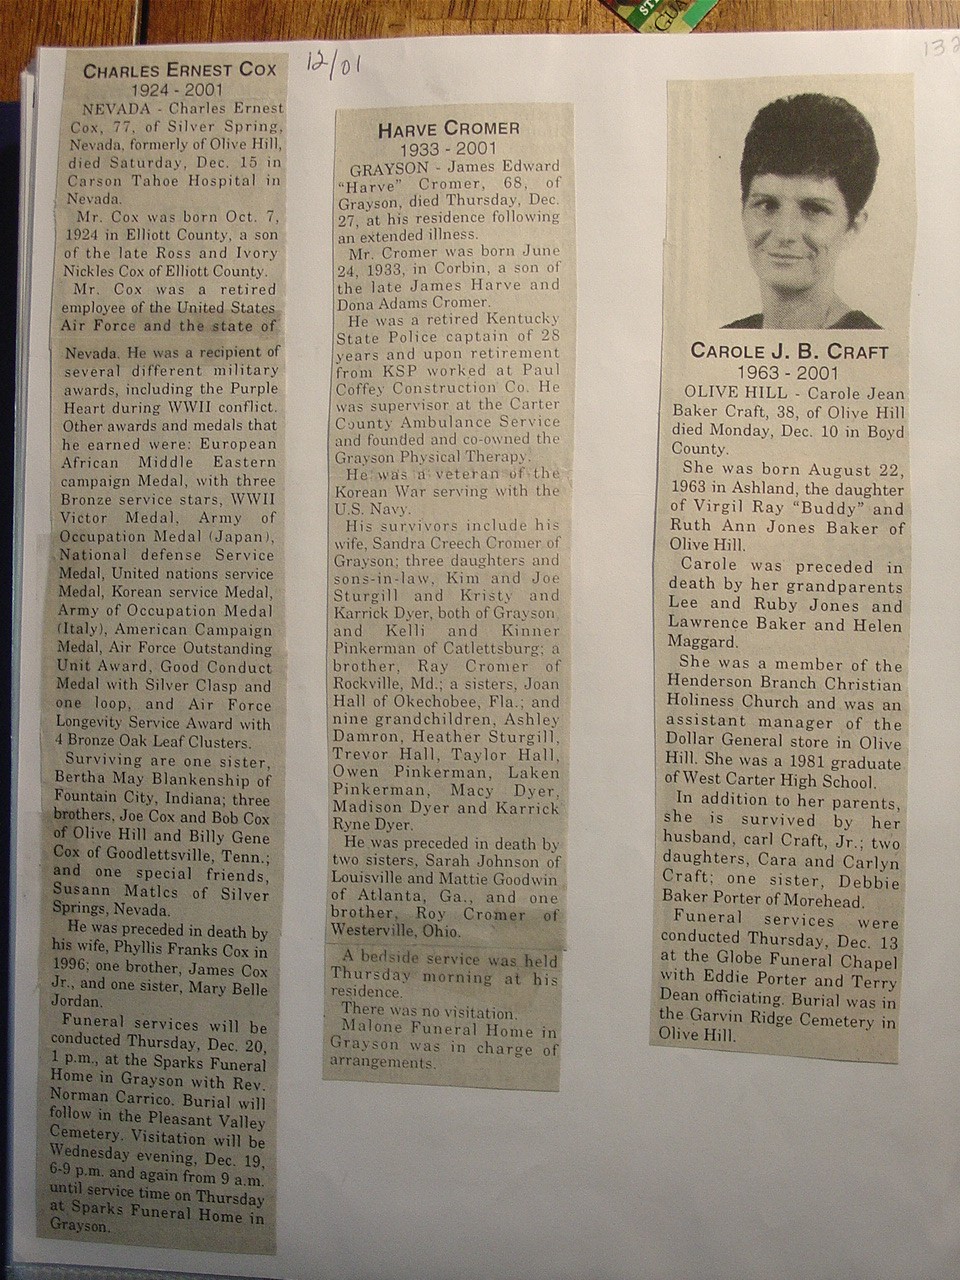 ST
GUA
12/01
132
CHARLES ERNEST COX
1924 - 2001
NEVADA - Charles Ernest
Cox, 77, of Silver Spring,
Nevada, formerly of Olive Hill,
died Saturday, Dec. 15 in
Carson Tahoe Hospital in
Nevada.
Mr. Cox was born Oct. 7,
1924 in Elliott County, a son
of the late Ross and Ivory
Nickles Cox of Elliott County.
Mr. Cox was a retired
employee of the United States
Air Force and the state of
Nevada. He was a recipient of
several different military
awards, including the Purple
Heart during WWII conflict.
Other awards and medals that
he earned were: European
African Middle Eastern
campaign Medal, with three
Bronze service stars, WWII
Victor Medal, Army of
Occupation Medal (Japan),
National defense Service
Medal, United nations service
Medal, Korean service Medal,
Army of Occupation Medal
(Italy), American Campaign
Medal, Air Force Outstanding
Unit Award, Good Conduct
Medal with Silver Clasp and
one loop, and Air Force
Longevity Service Award with
4 Bronze Oak Leaf Clusters.
Surviving are one sister,
Bertha May Blankenship of
Fountain City, Indiana; three
brothers, Joe Cox and Bob Cox
of Olive Hill and Billy Gene
Cox of Goodlettsville, Tenn.;
and one special friends,
Susann Matlcs of Silver
Springs, Nevada.
He was preceded in death by
his wife, Phyllis Franks Cox in
1996; one brother, James Cox
Jr., and one sister, Mary Belle
Jordan.
Funeral services will be
conducted Thursday, Dec. 20,
1 p.m., at the Sparks Funeral
Home in Grayson with Rev.
Norman Carrico. Burial will
follow in the Pleasant Valley
Cemetery. Visitation will be
Wednesday evening, Dec. 19,
6-9 p.m. and again from 9 a.m.
until service time on Thursday
at Sparks Funeral Home in
Grayson.
HARVE CROMER
1933 - 2001
GRAYSON - James Edward
"Harve" Cromer, 68, of
Grayson, died Thursday, Dec.
27, at his residence following
an extended illness.
Mr. Cromer was born June
24, 1933, in Corbin, a son of
the late James Harve and
Dona Adams Cromer.
He was a retired Kentucky
State Police captain of 28
years and upon retirement
from KSP worked at Paul
Coffey Construction Co. He
was supervisor at the Carter
County Ambulance Service
and founded and co-owned the
Grayson Physical Therapy.
He was a veteran of the
Korean War serving with the
U.S. Navy.
His survivors include his
wife, Sandra Creech Cromer of
Grayson; three daughters and
sons-in-law, Kim and Joe
Sturgill and Kristy and
Karrick Dyer, both of Grayson
and Kelli and Kinner
Pinkerman of Catlettsburg; a
brother, Ray Cromer of
Rockville, Md.; a sisters, Joan
Hall of Okechobee, Fla.; and
nine grandchildren, Ashley
Damron, Heather Sturgill,
Trevor Hall, Taylor Hall,
Owen Pinkerman, Laken
Pinkerman, Macy Dyer,
Madison Dyer and Karrick
Ryne Dyer.
He was preceded in death by
two sisters, Sarah Johnson of
Louisville and Mattie Goodwin
of Atlanta, Ga., and one
brother, Roy Cromer of
Westerville, Ohio.
A bedside service was held
Thursday morning at his
residence.
There was no visitation.
Malone Funeral Home in
Grayson was in charge of
arrangements.
CAROLE J. B. CRAFT
1963 - 2001
OLIVE HILL - Carole Jean
Baker Craft, 38, of Olive Hill
died Monday, Dec. 10 in Boyd
County.
She was born August 22,
1963 in Ashland, the daughter
of Virgil Ray "Buddy" and
Ruth Ann Jones Baker of
Olive Hill.
Carole was preceded in
death by her grandparents
Lee and Ruby Jones and
Lawrence Baker and Helen
Maggard.
She was a member of the
Henderson Branch Christian
Holiness Church and was an
assistant manager of the
Dollar General store in Olive
Hill. She was a 1981 graduate
of West Carter High School.
In addition to her parents,
she is survived by her
husband, carl Craft, Jr.; two
daughters, Cara and Carlyn
Craft; one sister, Debbie
Baker Porter of Morehead.
Funeral services were
conducted Thursday, Dec. 13
at the Globe Funeral Chapel
with Eddie Porter and Terry
Dean officiating. Burial was in
the Garvin Ridge Cemetery in
Olive Hill.